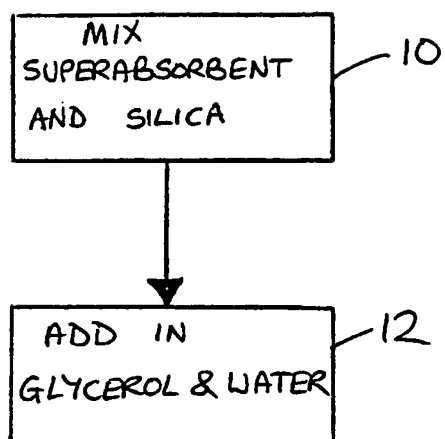 MIX
SUPERABSORBENT
AND SILICA
10
ADD IN
GLYCEROL & WATER
12